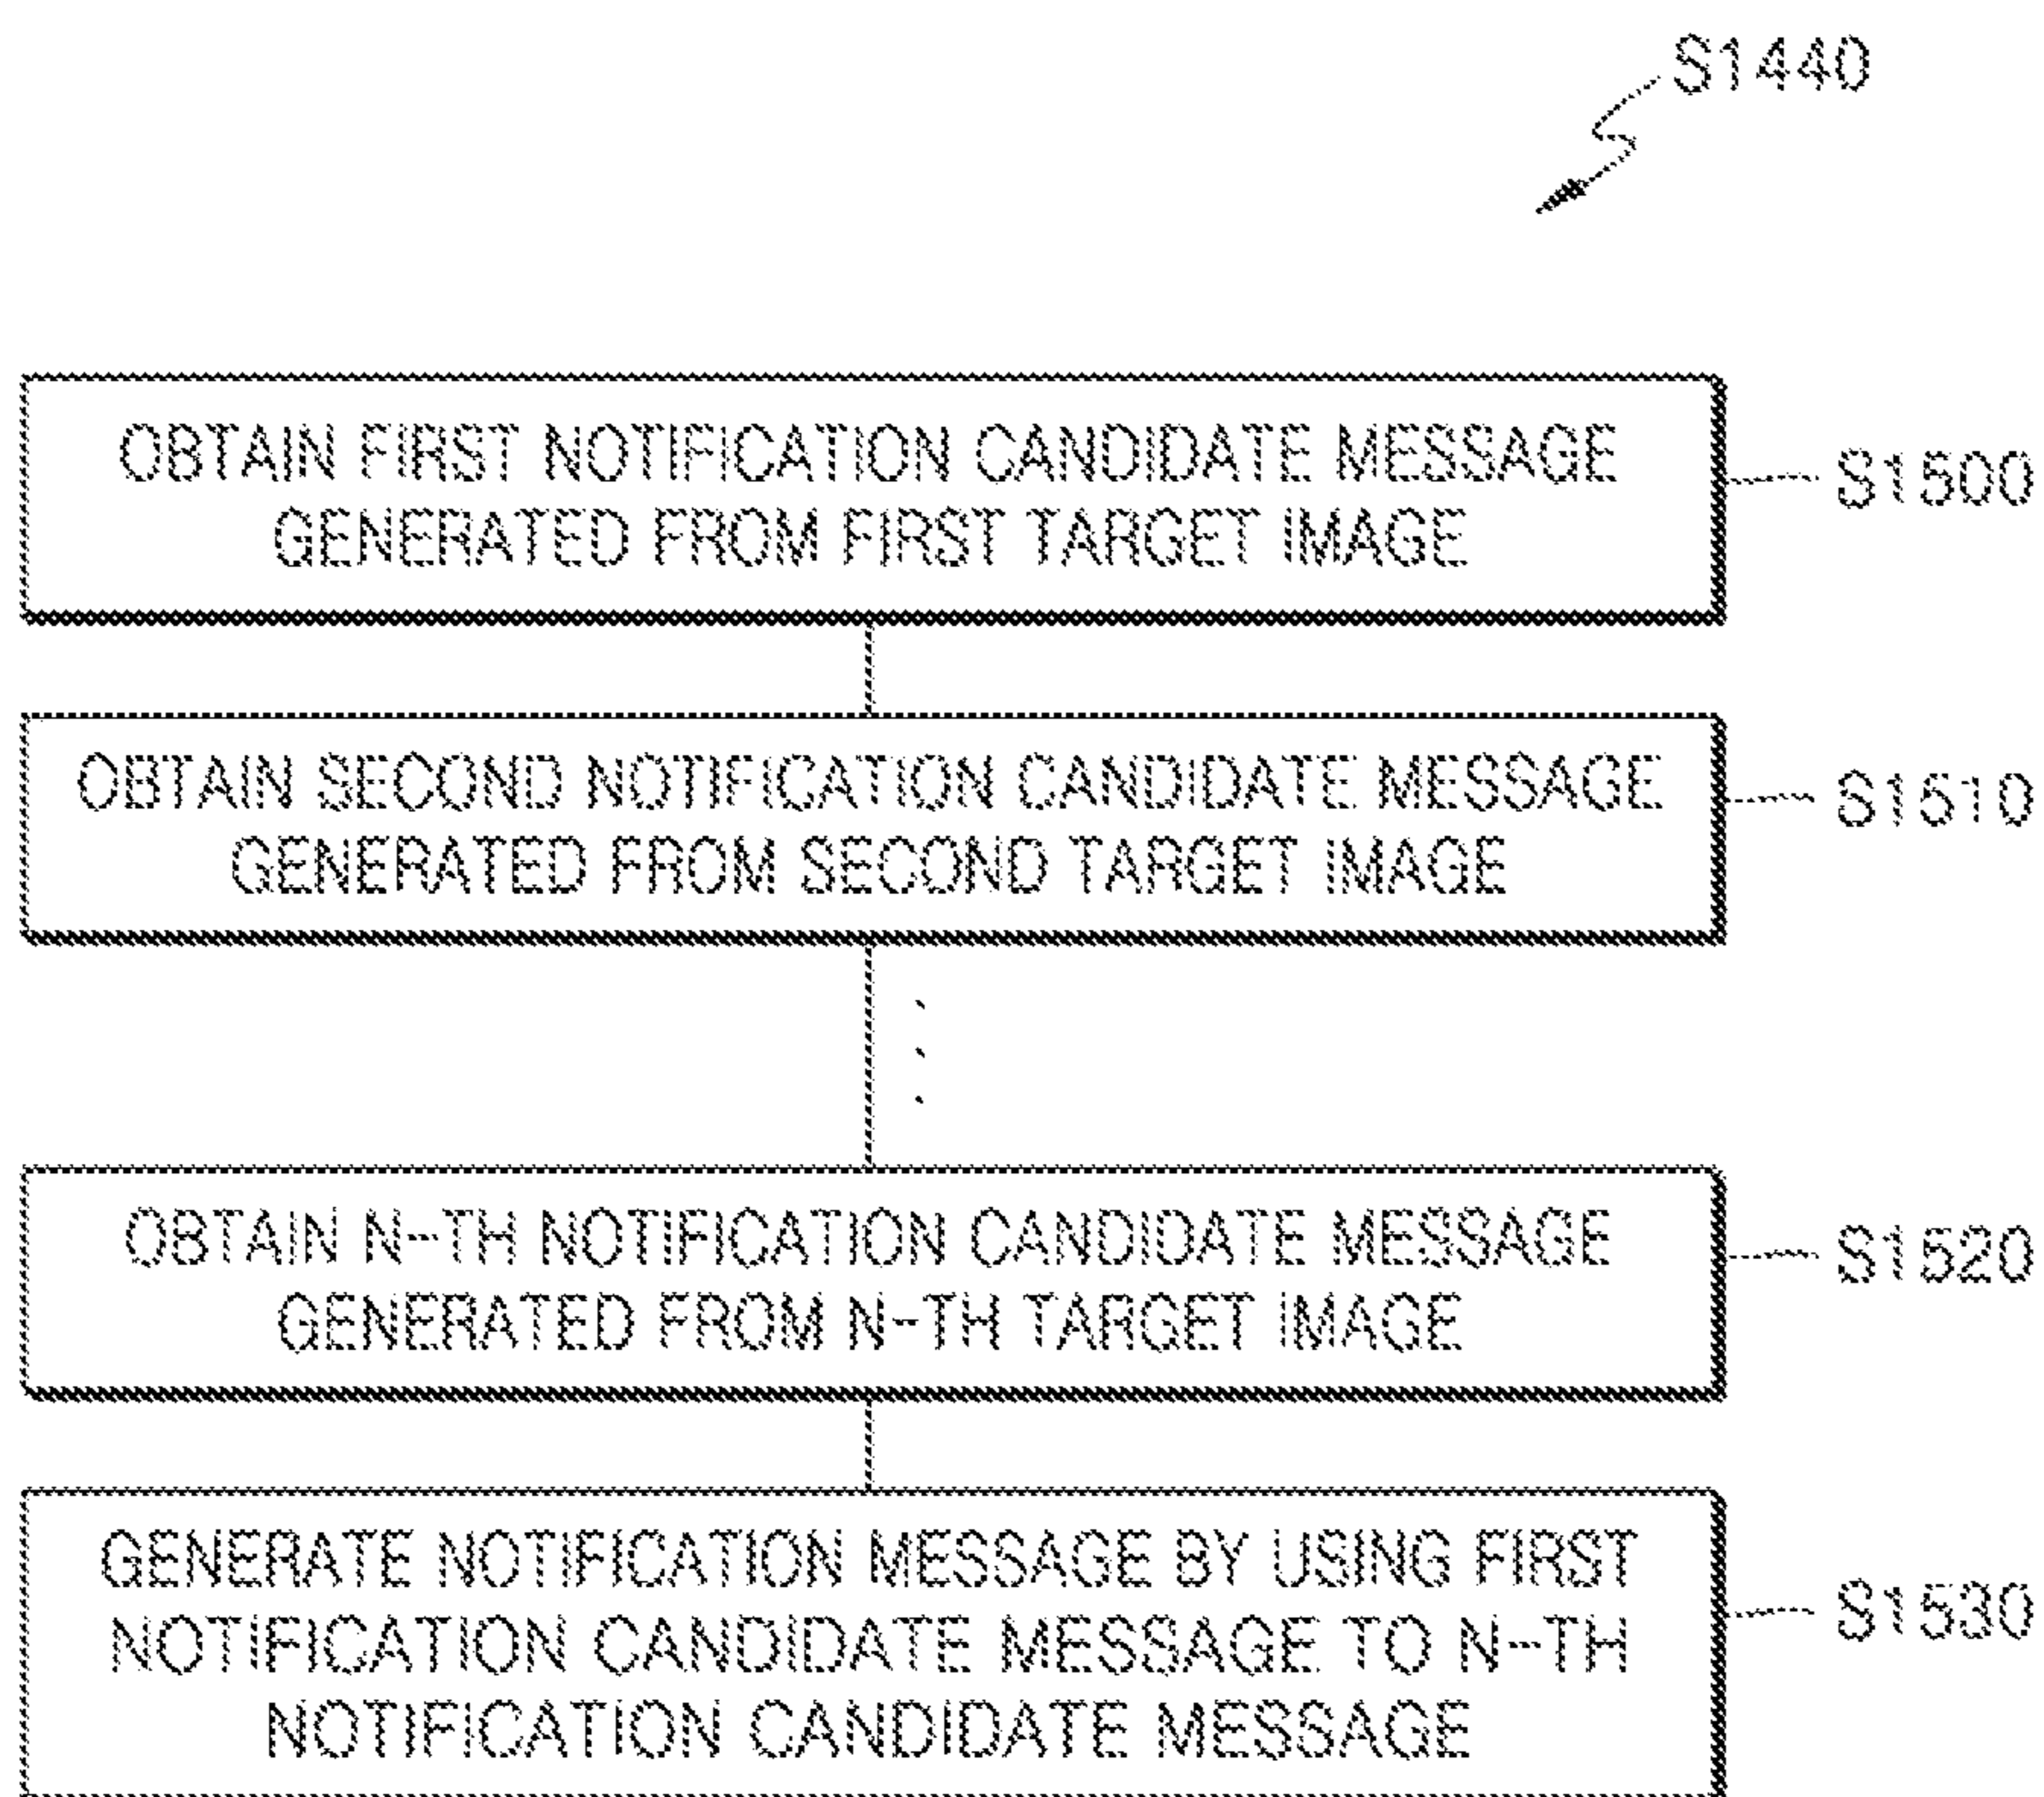 S1440
OBTAIN FIRST NOTIFICATION CANDIDATE MESSAGE
GENERATED FROM FIRST TARGET IMAGE
S1500
OBTAIN SECOND NOTIFICATION CANDIDATE MESSAGE
GENERATED FROM SECOND TARGET IMAGE
S1510
OBTAIN N-TH NOTIFICATION CANDIDATE MESSAGE
GENERATED FROM N-TH TARGET IMAGE
S1520
GENERATE NOTIFICATION MESSAGE BY USING FIRST
NOTIFICATION CANDIDATE MESSAGE TO N-TH
NOTIFICATION CANDIDATE MESSAGE
S1530